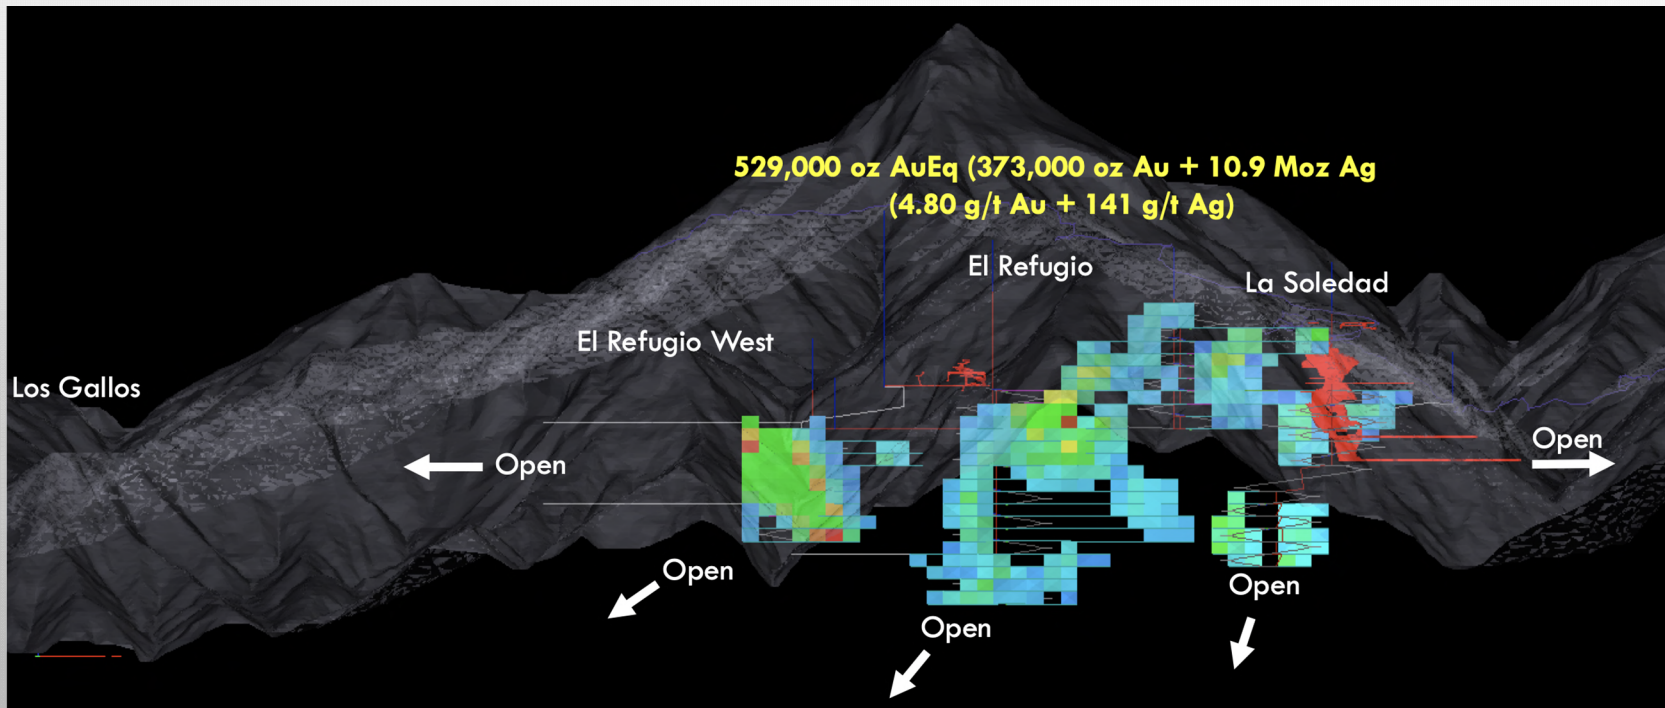 529,000 oz AuEq (373,000 oz Au + 10.9 Moz Ag
(4.80 g/t Au + 141 g/t Ag)
El Refugio
La Soledad
El Refugio West
Los Gallos
Open
Open
Open
Open
Open